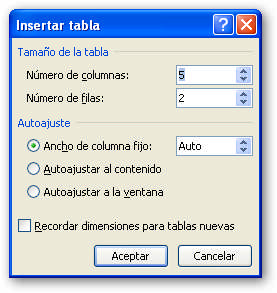 Insertar tabla
Tamaño de la tabla
Número de columnas: 5
Número de filas: 2
Autoajuste
Ancho de columna fijo: Auto
Autoajustar al contenido
Autoajustar a la ventana
Recordar dimensiones para tablas nuevas
Aceptar Cancelar